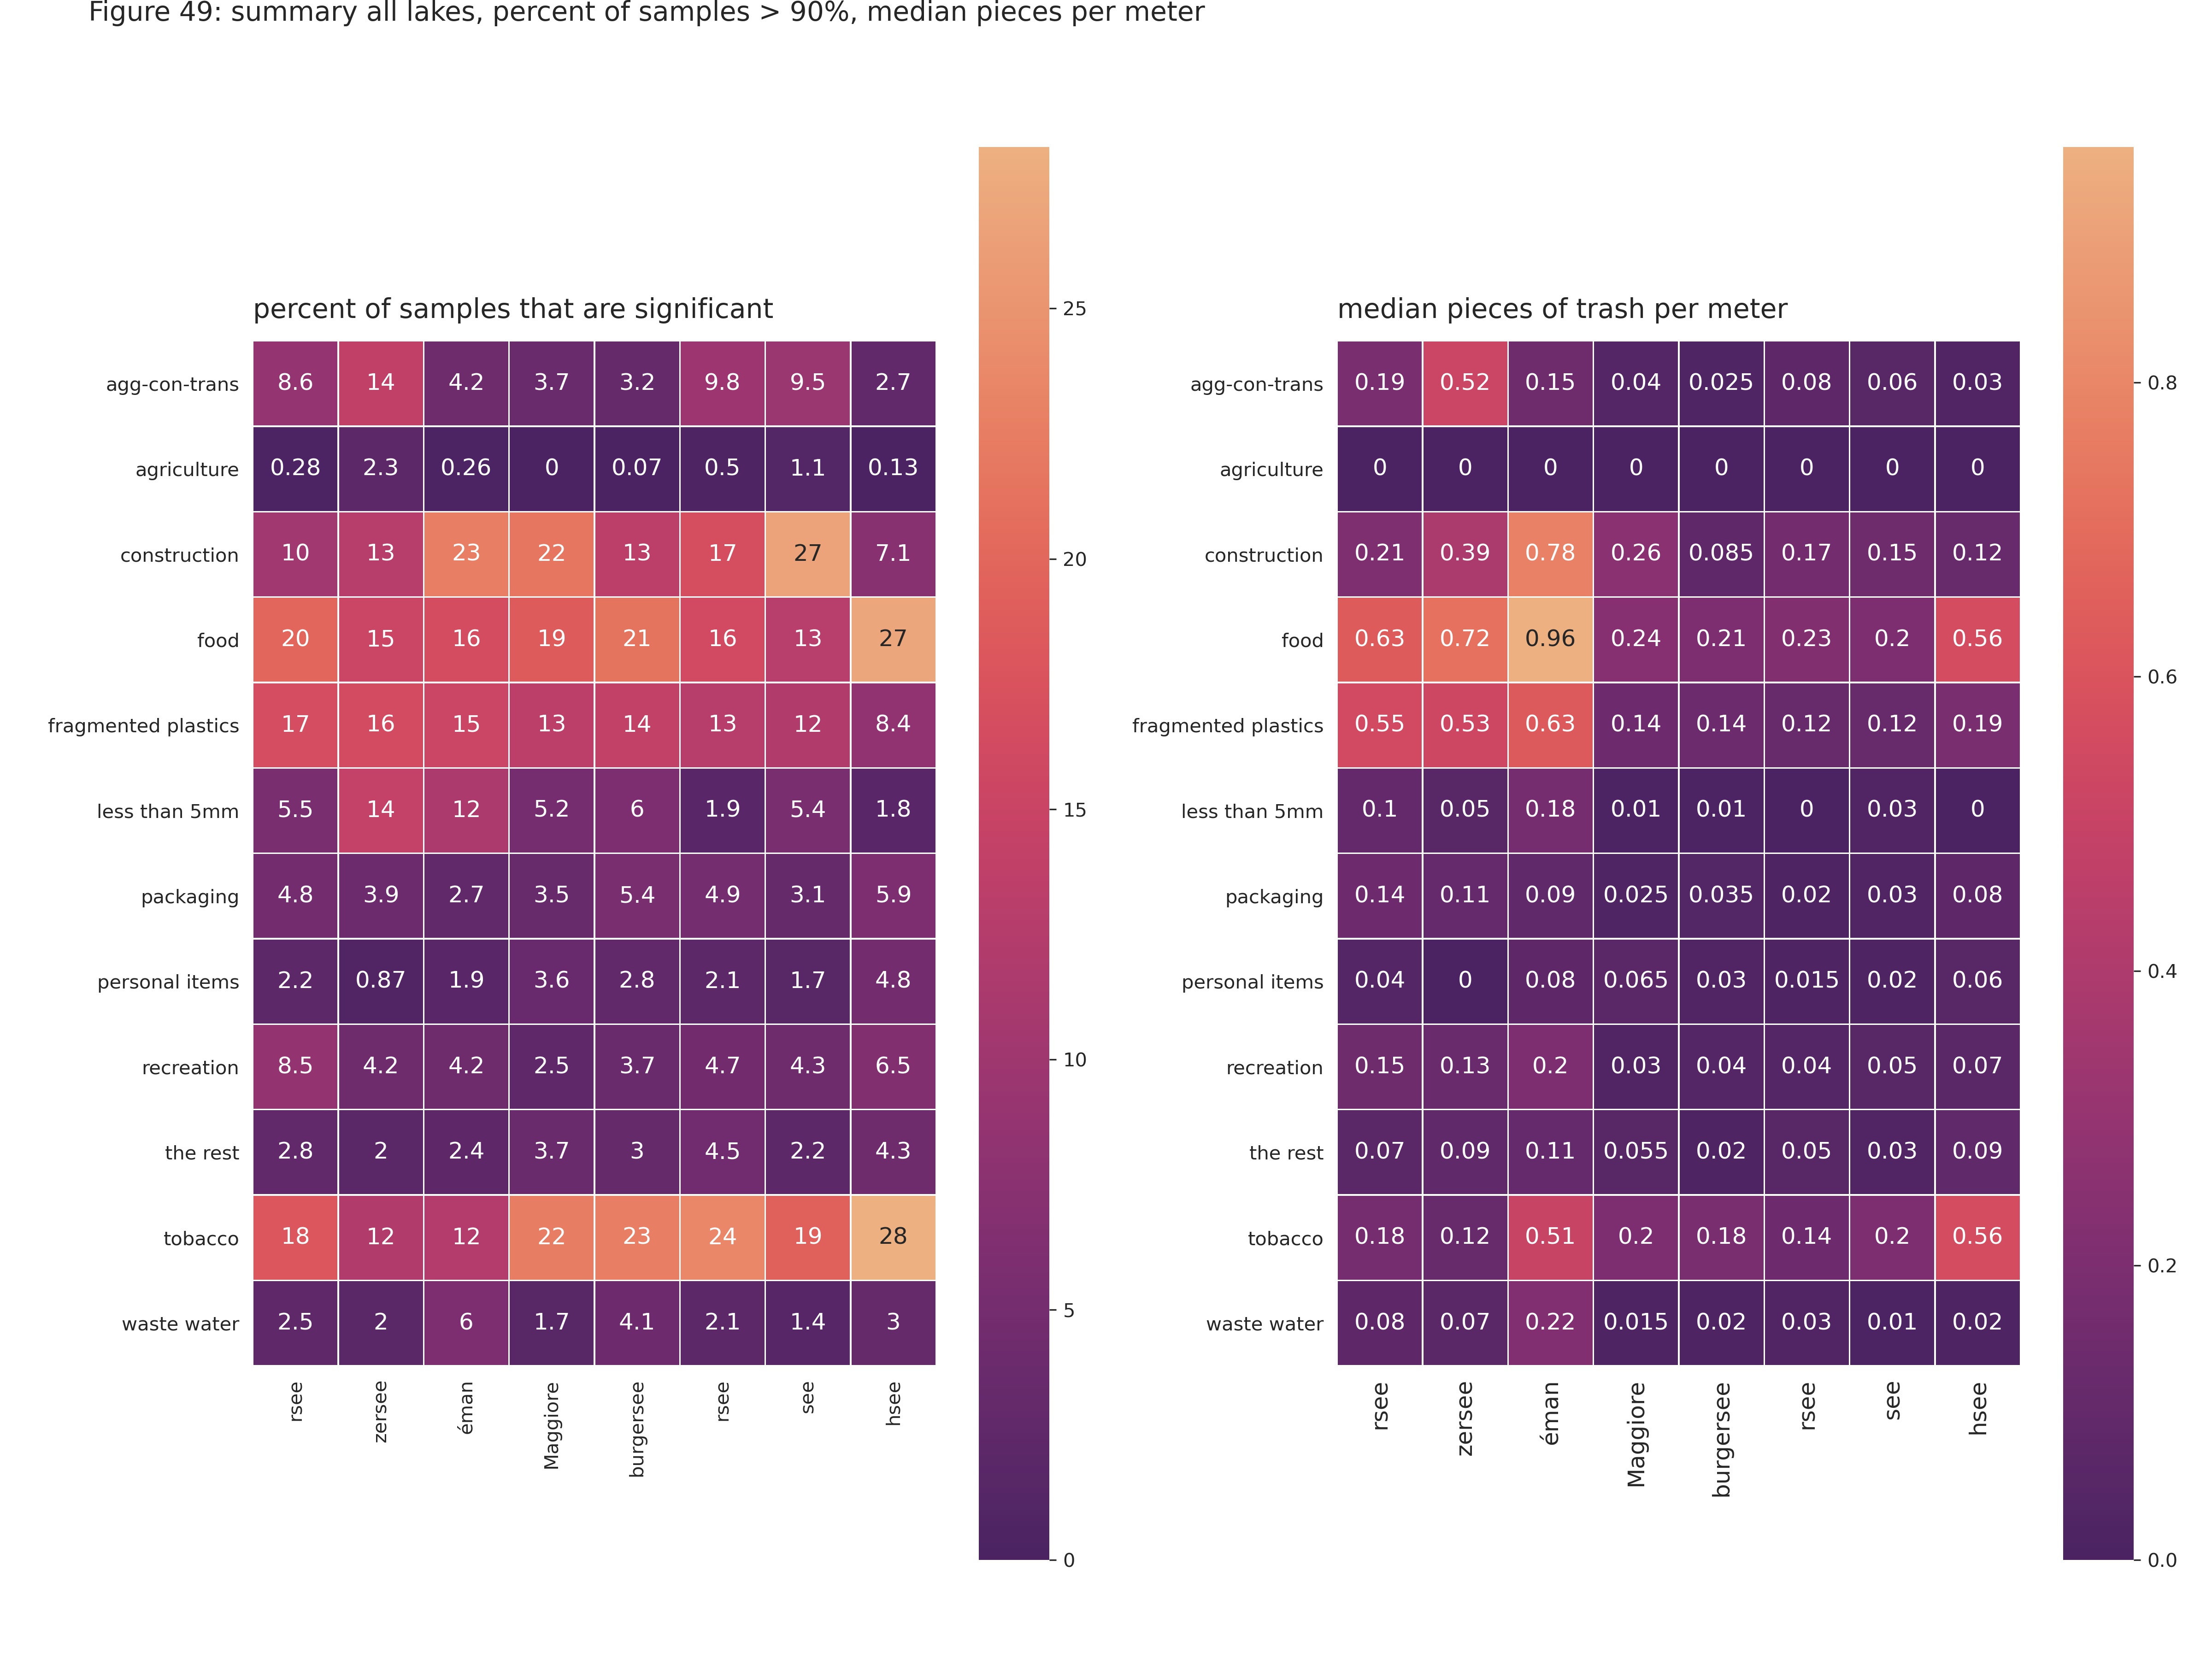 Figure 49: summary all lakes, percent of samples > 90%, median pieces per meter
percent of samples that are significant
agg-con-trans 8.6 14 4.2 3.7 3.2 9.8 9.5 2.7
agriculture 0.28 2.3 0.26 0 0.07 0.5 1.1 0.13
construction 10 13 23 22 13 17 27 7.1
food 20 15 16 19 21 16 13 27
fragmented plastics 17 16 15 13 14 13 12 8.4
less than 5mm 5.5 14 12 5.2 6 1.9 5.4 1.8
packaging 4.8 3.9 2.7 3.5 5.4 4.9 3.1 5.9
personal items 2.2 0.87 1.9 3.6 2.8 2.1 1.7 4.8
recreation 8.5 4.2 4.2 2.5 3.7 4.7 4.3 6.5
the rest 2.8 2 2.4 3.7 3 4.5 2.2 4.3
tobacco 18 12 12 22 23 24 19 28
waste water 2.5 2 6 1.7 4.1 2.1 1.4 3
rsee zersee éman Maggiore burgersee rsee see hsee
25
20
15
10
5
0
median pieces of trash per meter
agg-con-trans 0.19 0.52 0.15 0.04 0.025 0.08 0.06 0.03
agriculture 0 0 0 0 0 0 0 0
construction 0.21 0.39 0.78 0.26 0.085 0.17 0.15 0.12
food 0.63 0.72 0.96 0.24 0.21 0.23 0.2 0.56
fragmented plastics 0.55 0.53 0.63 0.14 0.14 0.12 0.12 0.19
less than 5mm 0.1 0.05 0.18 0.01 0.01 0 0.03 0
packaging 0.14 0.11 0.09 0.025 0.035 0.02 0.03 0.08
personal items 0.04 0 0.08 0.065 0.03 0.015 0.02 0.06
recreation 0.15 0.13 0.2 0.03 0.04 0.04 0.05 0.07
the rest 0.07 0.09 0.11 0.055 0.02 0.05 0.03 0.09
tobacco 0.18 0.12 0.51 0.2 0.18 0.14 0.2 0.56
waste water 0.08 0.07 0.22 0.015 0.02 0.03 0.01 0.02
rsee zersee éman Maggiore burgersee rsee see hsee
0.8
0.6
0.4
0.2
0.0